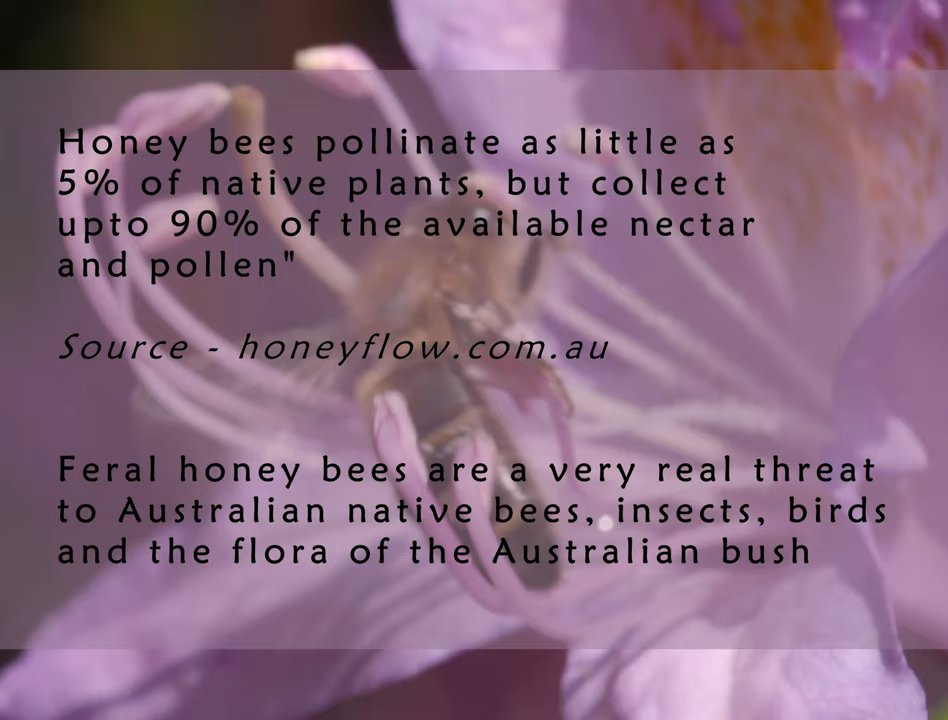 Honey bees pollinate as little as
5% of native plants, but collect
upto 90% of the available nectar
and pollen"
Source - honeyflow.com.au
Feral honey bees are a very real threat
to Australian native bees, insects, birds
and the flora of the Australian bush